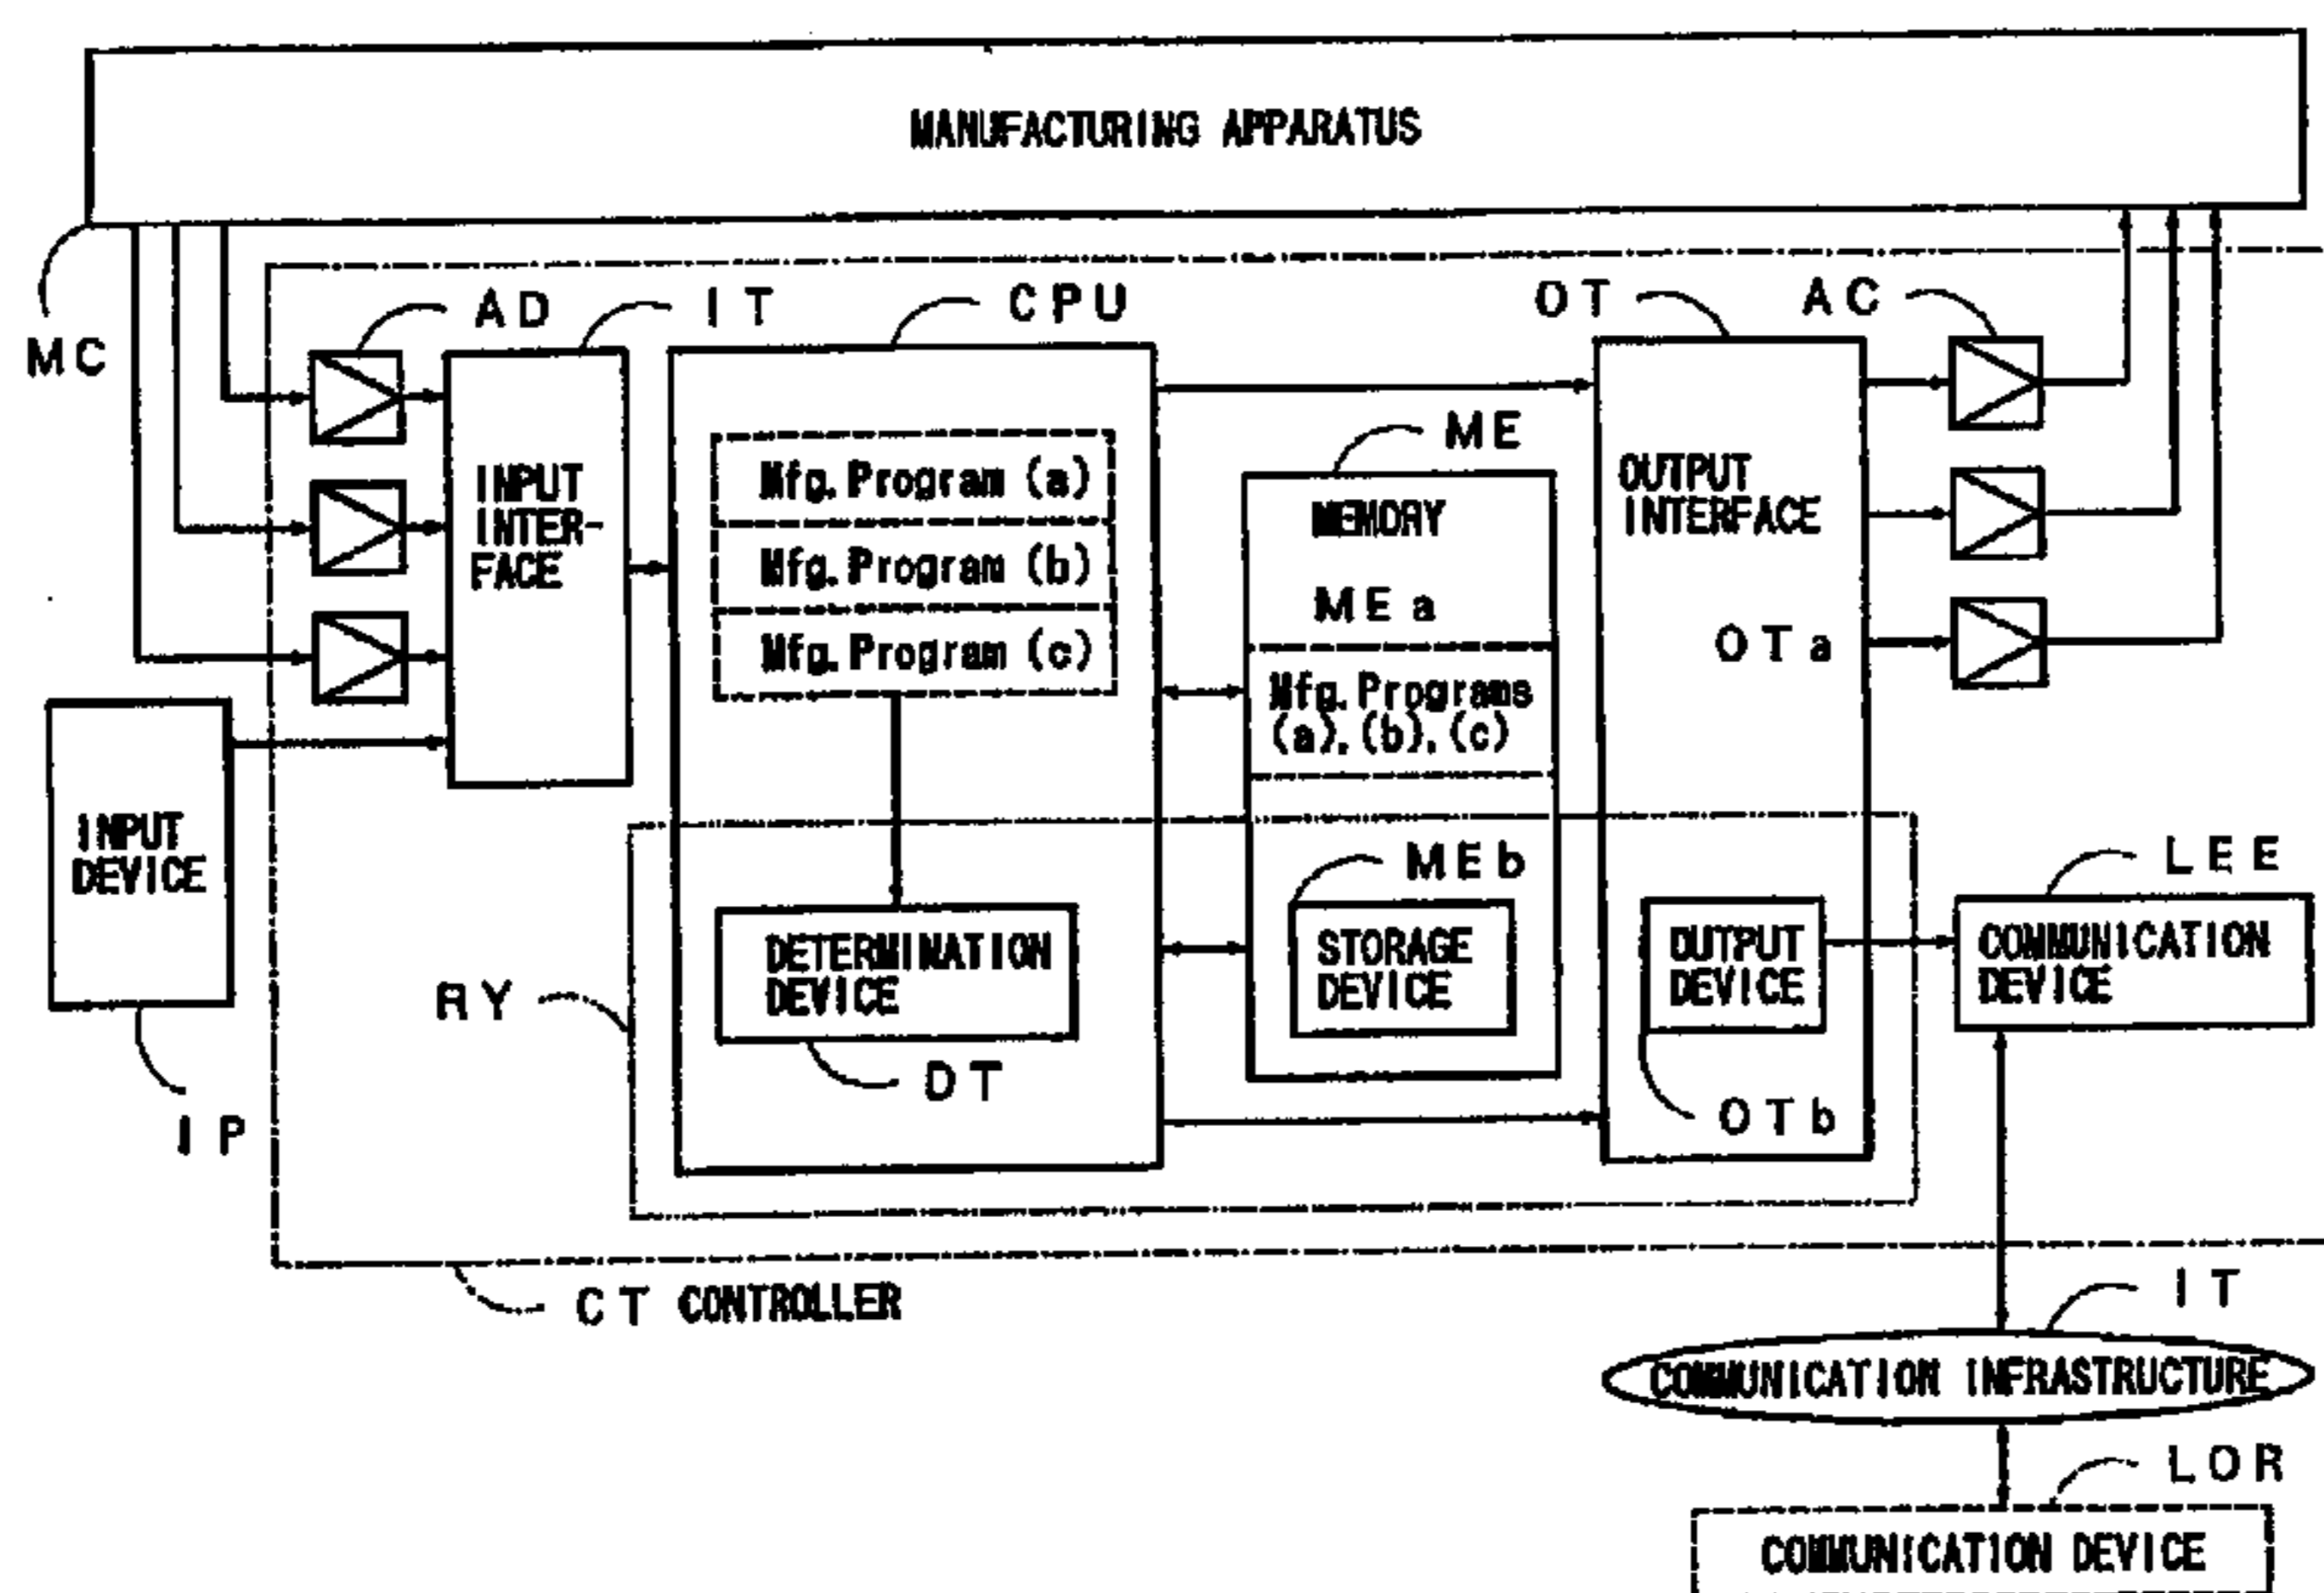 MANUFACTURING APPARATUS
MC
AD
IT
CPU
OT
AC
ME
INPUT
INTER-
FACE
Mfg. Program (a)
Mfg. Program (b)
Mfg. Program (c)
MEMORY
MEa
Mfg. Programs
(a), (b), (c)
OUTPUT
INTERFACE
OTa
INPUT
DEVICE
IP
RY
DETERMINATION
DEVICE
DT
MEb
STORAGE
DEVICE
OUTPUT
DEVICE
OTb
LEE
COMMUNICATION
DEVICE
CT CONTROLLER
IT
COMMUNICATION INFRASTRUCTURE
LOR
COMMUNICATION DEVICE